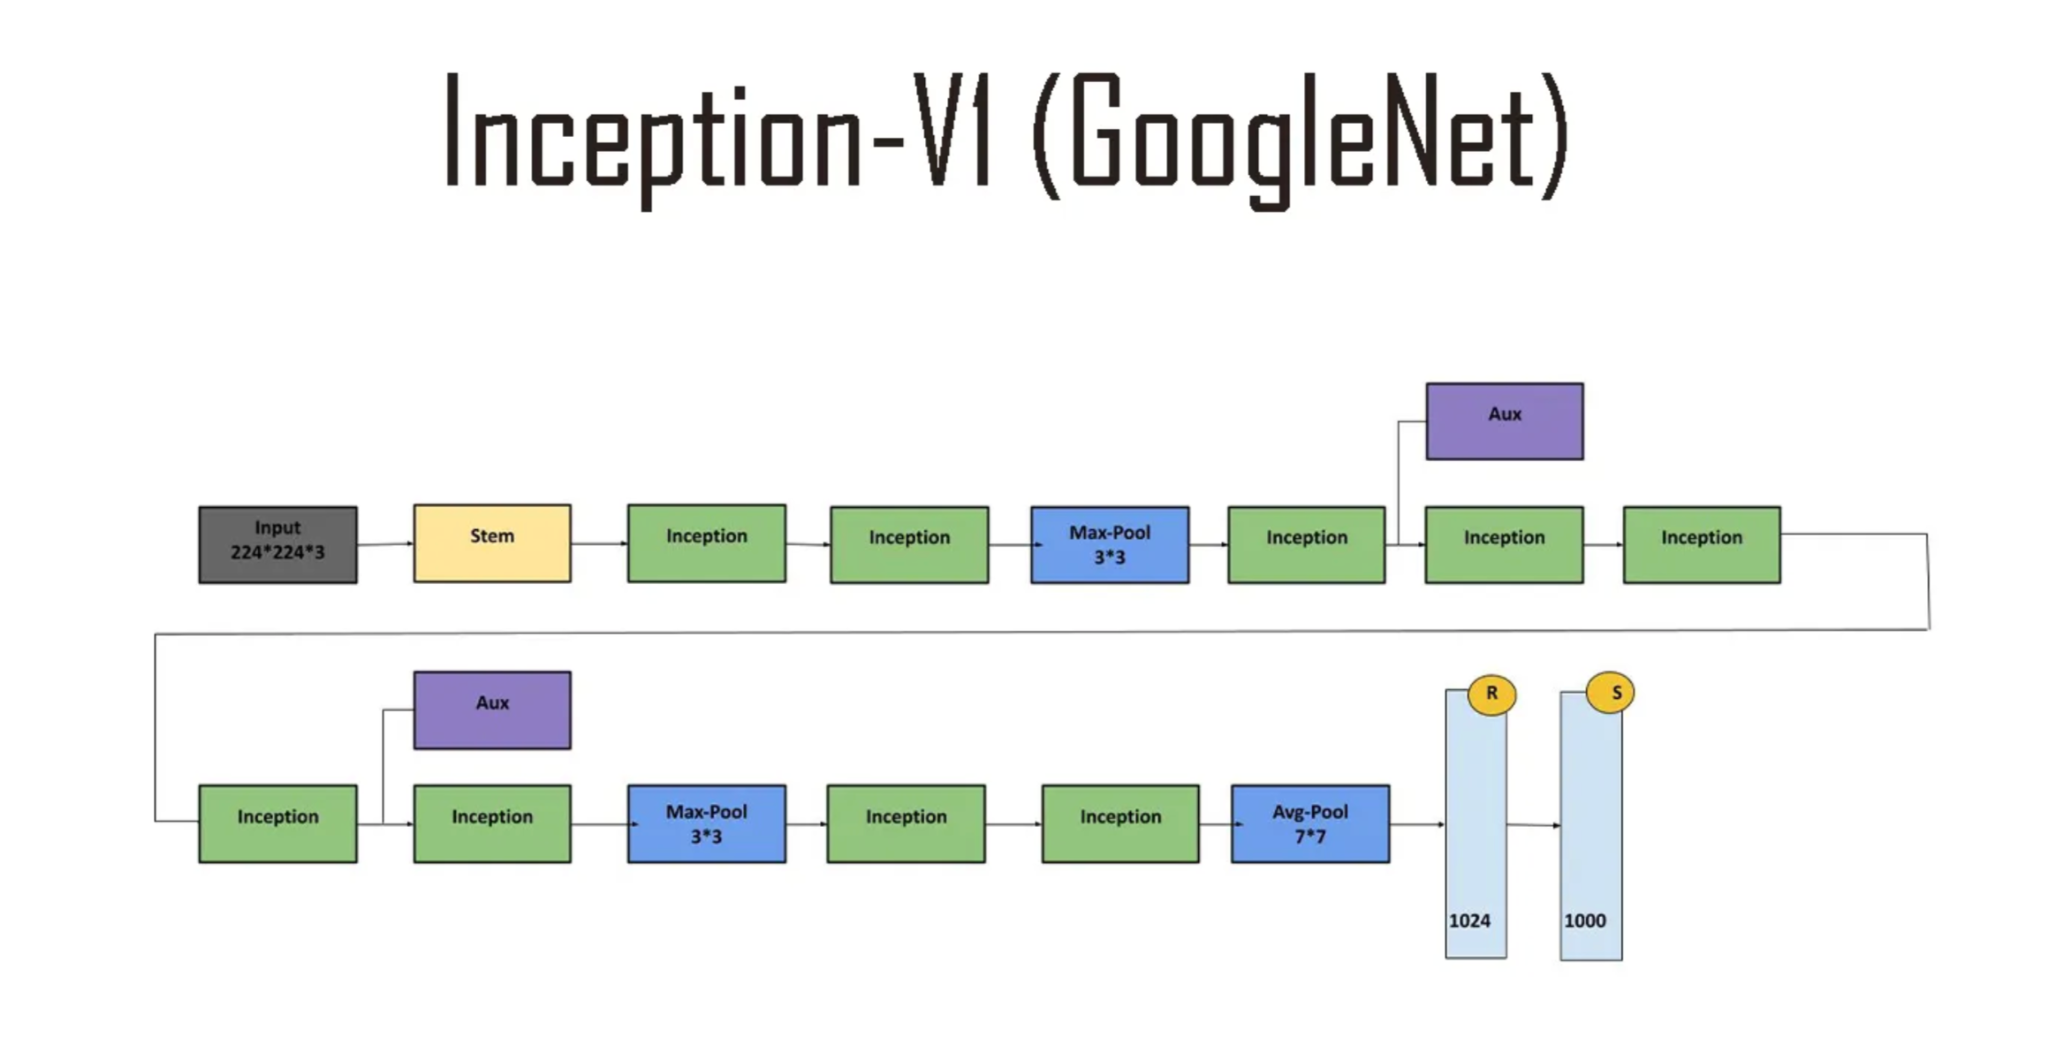 Inception-V1 (GoogleNet)
Aux
Input
224*224*3
Stem
Inception
Inception
Max-Pool
3*3
Inception
Inception
Inception
Aux
R
S
Inception
Inception
Max-Pool
3*3
Inception
Inception
Avg-Pool
7*7
1024
1000